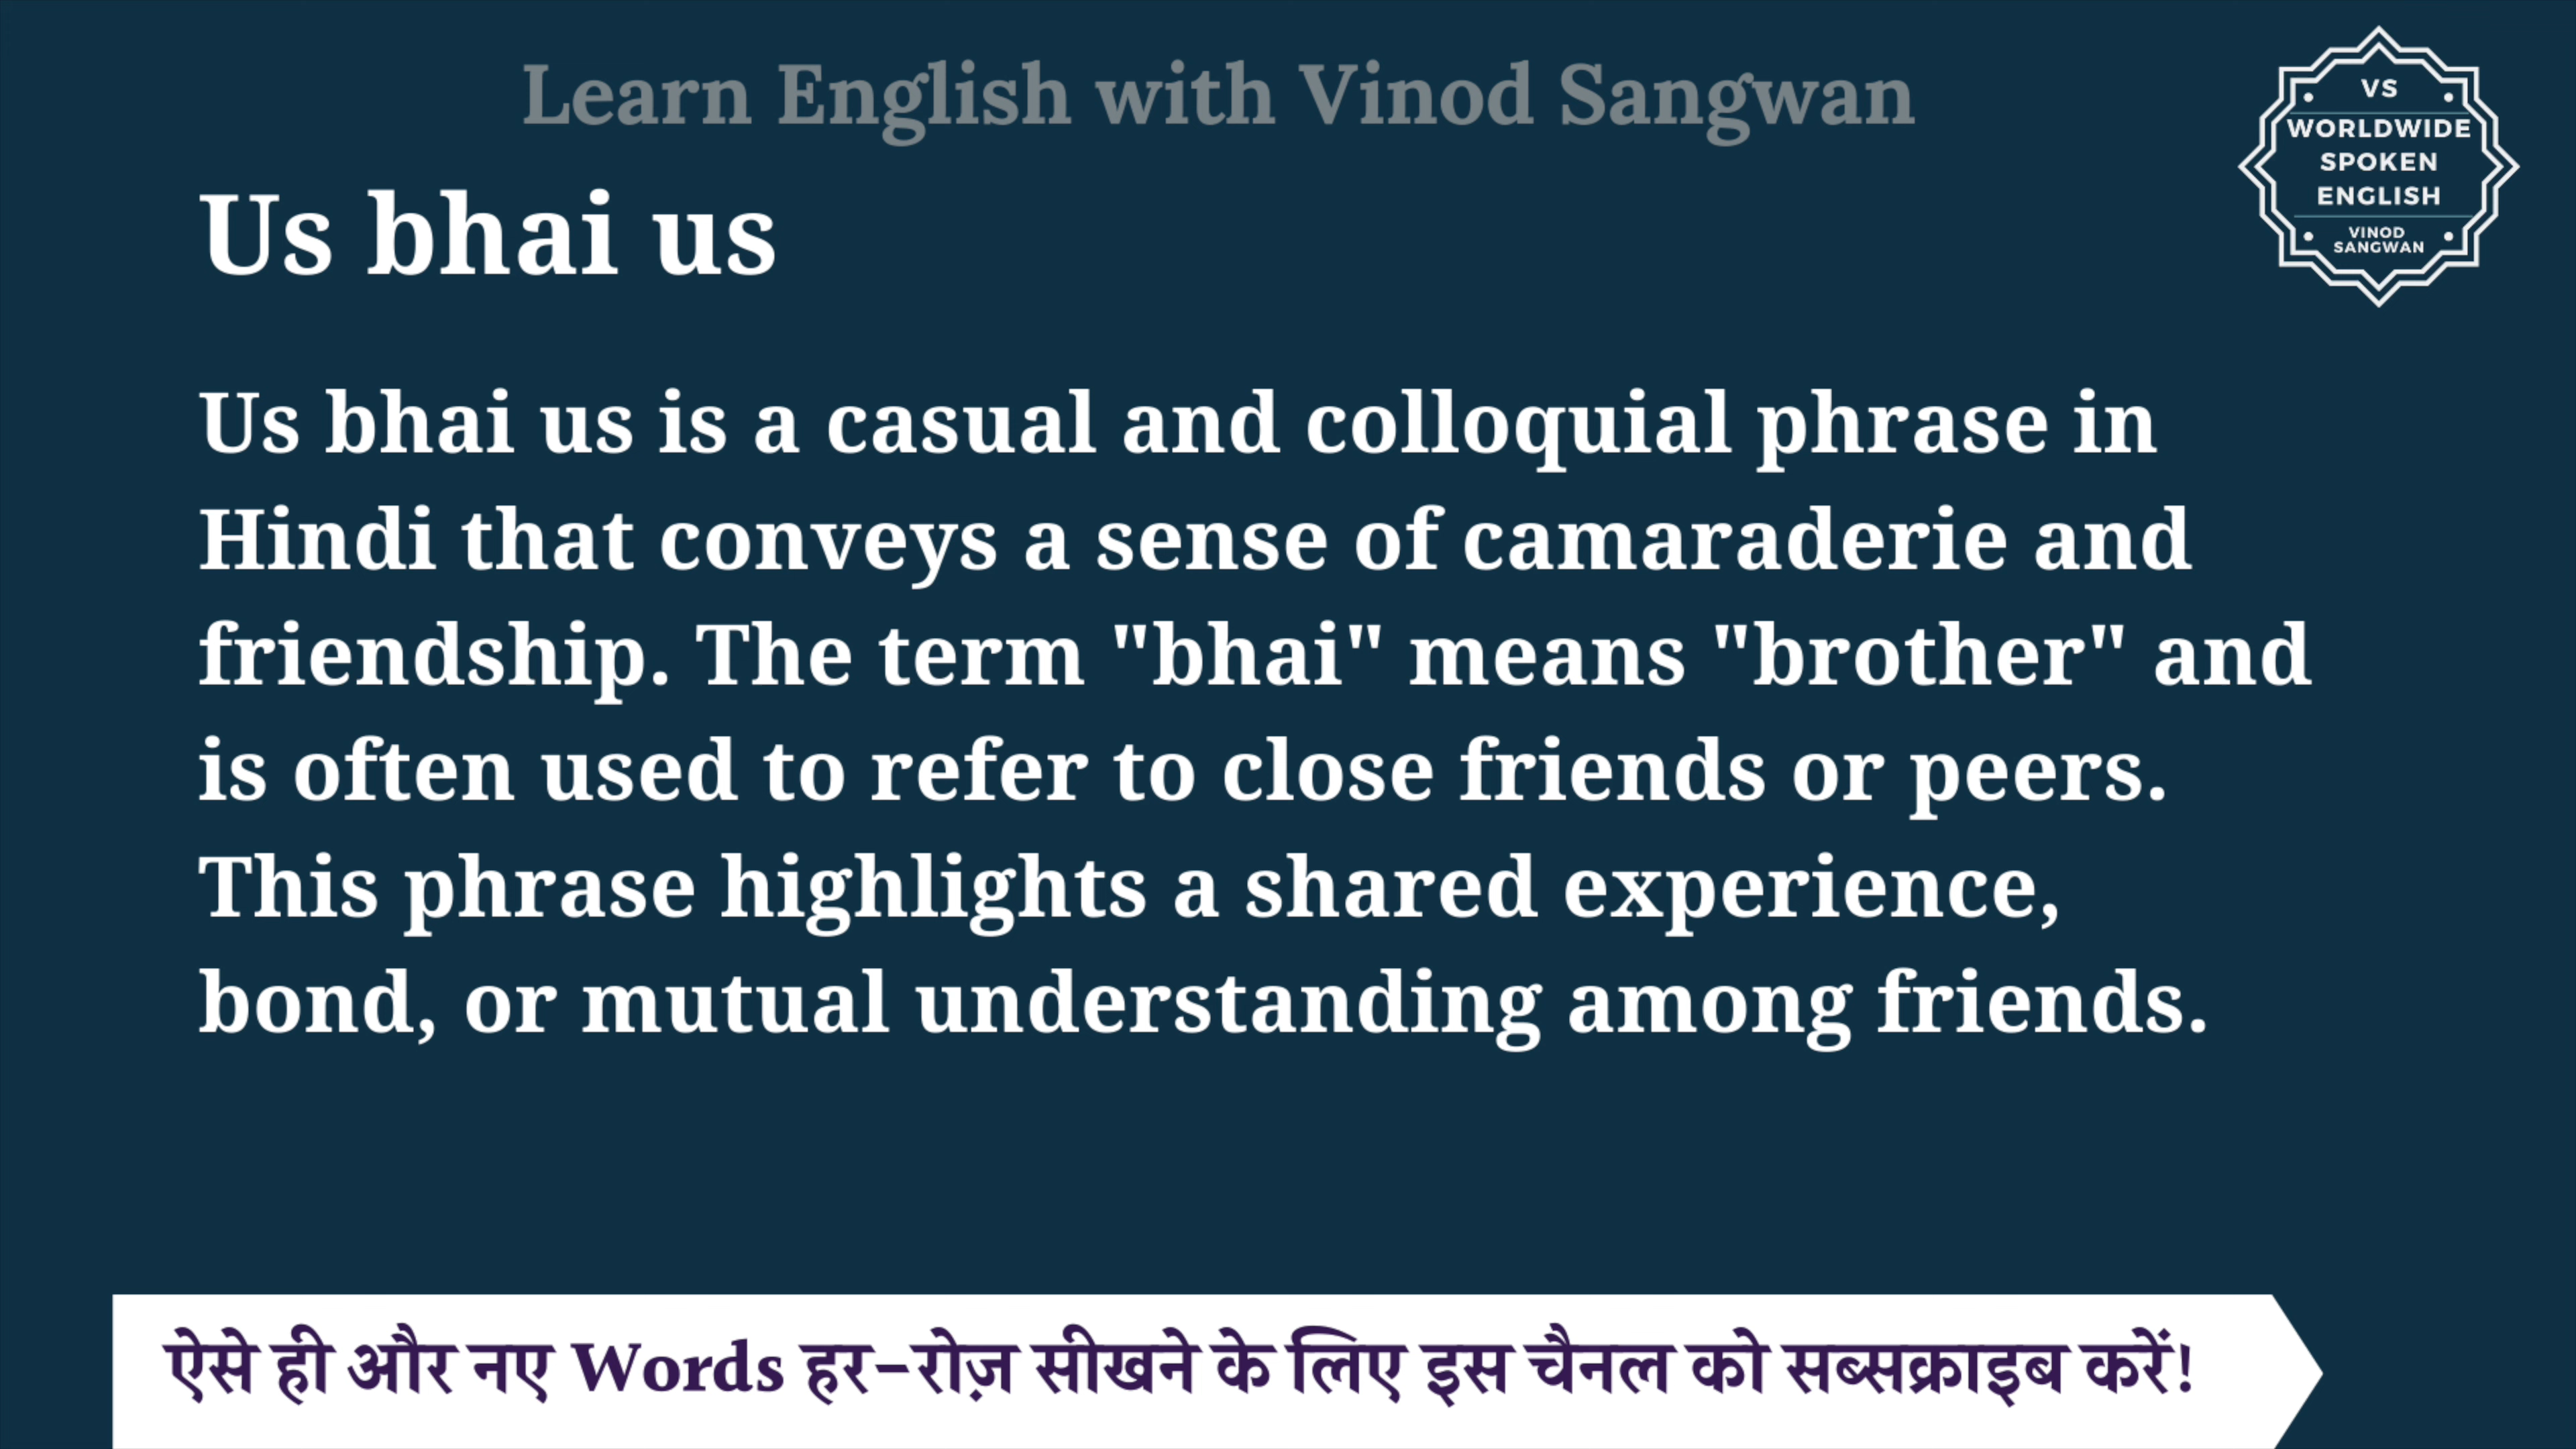 Learn English with Vinod Sangwan
VS
WORLDWIDE
SPOKEN
ENGLISH
VINOD
SANGWAN
Us bhai us
Us bhai us is a casual and colloquial phrase in
Hindi that conveys a sense of camaraderie and
friendship. The term "bhai" means "brother" and
is often used to refer to close friends or peers.
This phrase highlights a shared experience,
bond, or mutual understanding among friends.
ऐसे ही और नए Words हर-रोज़ सीखने के लिए इस चैनल को सब्सक्राइब करें!